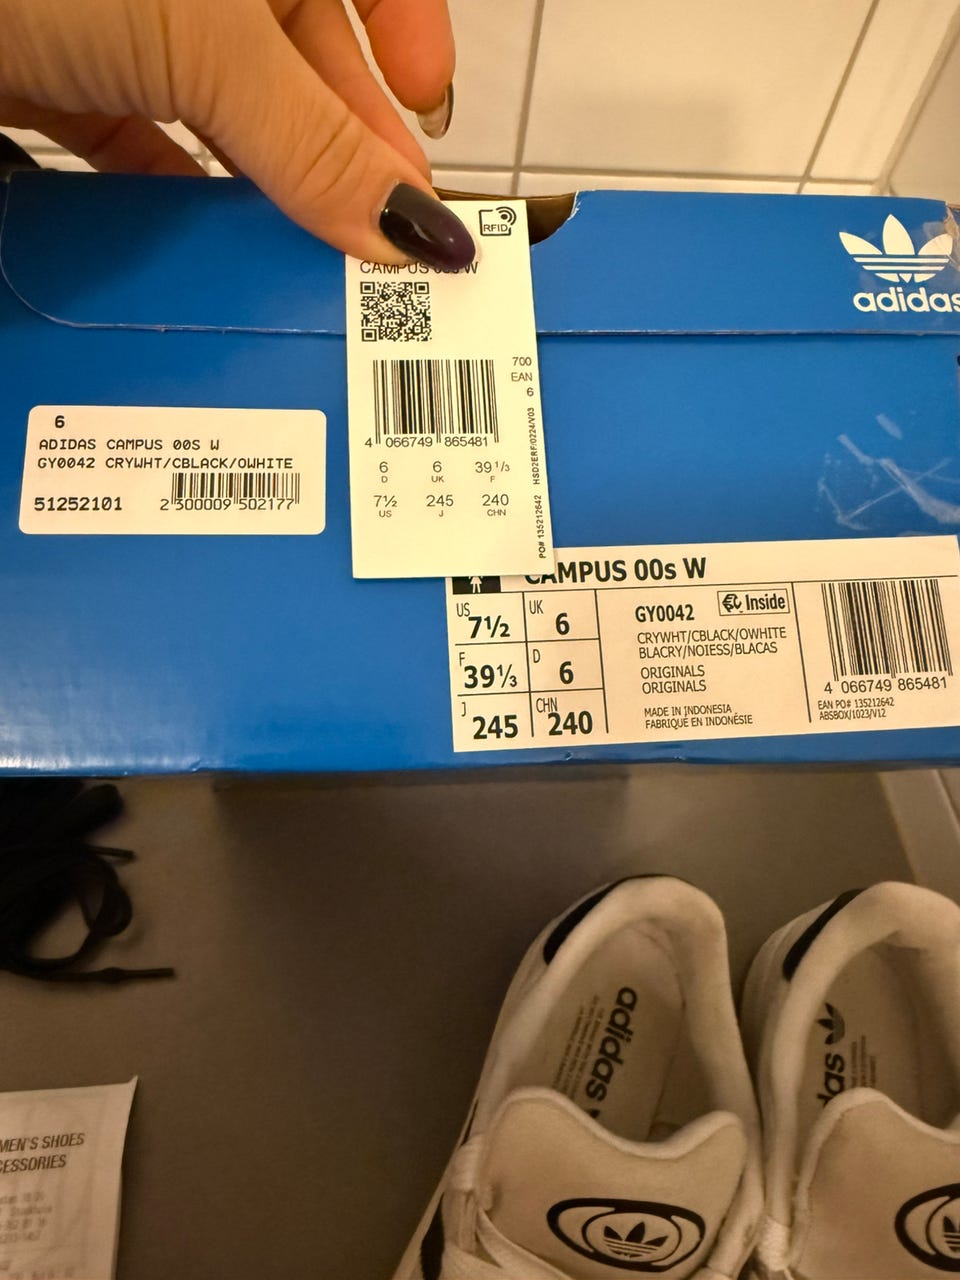 RFID
CAMPUS 00s W
adidas
700
EAN
6
4 066749 865481
6 6 39 1/3
D UK F
7½ 245 240
US J CHN
PO# 135212642 HSD2ERF/0224/V03
6
ADIDAS CAMPUS 00S W
GY0042 CRYWHT/CBLACK/OWHITE
51252101 2 300009 502177
CAMPUS 00s W
US 7½ UK 6
F 39⅓ D 6
J 245 CHN 240
GY0042 Inside
CRYWHT/CBLACK/OWHITE
BLACRY/NOIESS/BLACAS
ORIGINALS
ORIGINALS
MADE IN INDONESIA
FABRIQUE EN INDONÉSIE
4 066749 865481
EAN PO# 135212642
ABSBOX/1023/V12
adidas
MEN'S SHOES
CESSORIES